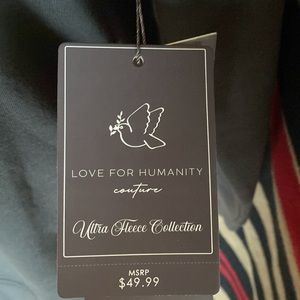 LOVE FOR HUMANITY
couture
Ultra Fleece Collection
MSRP
$49.99